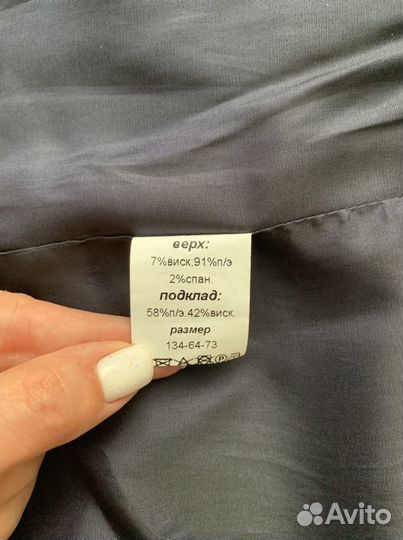 верх:
7%виск.91%п/э
2%спан.
подклад:
58%п/э.42%виск.
размер
134-64-73
Avito